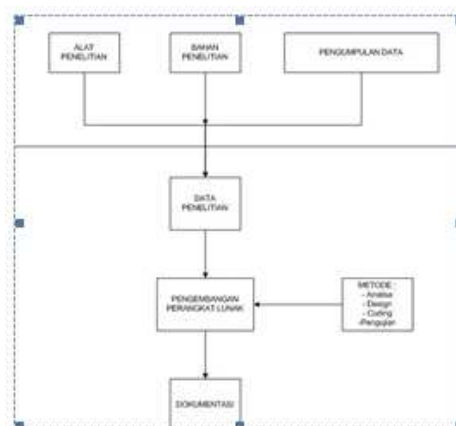 ALAT
PENELITIAN
BAHAN
PENELITIAN
PENGUMPULAN DATA
DATA
PENELITIAN
PENGEMBANGAN
PERANGKAT LUNAK
METODE :
- Analisa
- Design
- Coding
-Pengujian
DOKUMENTASI